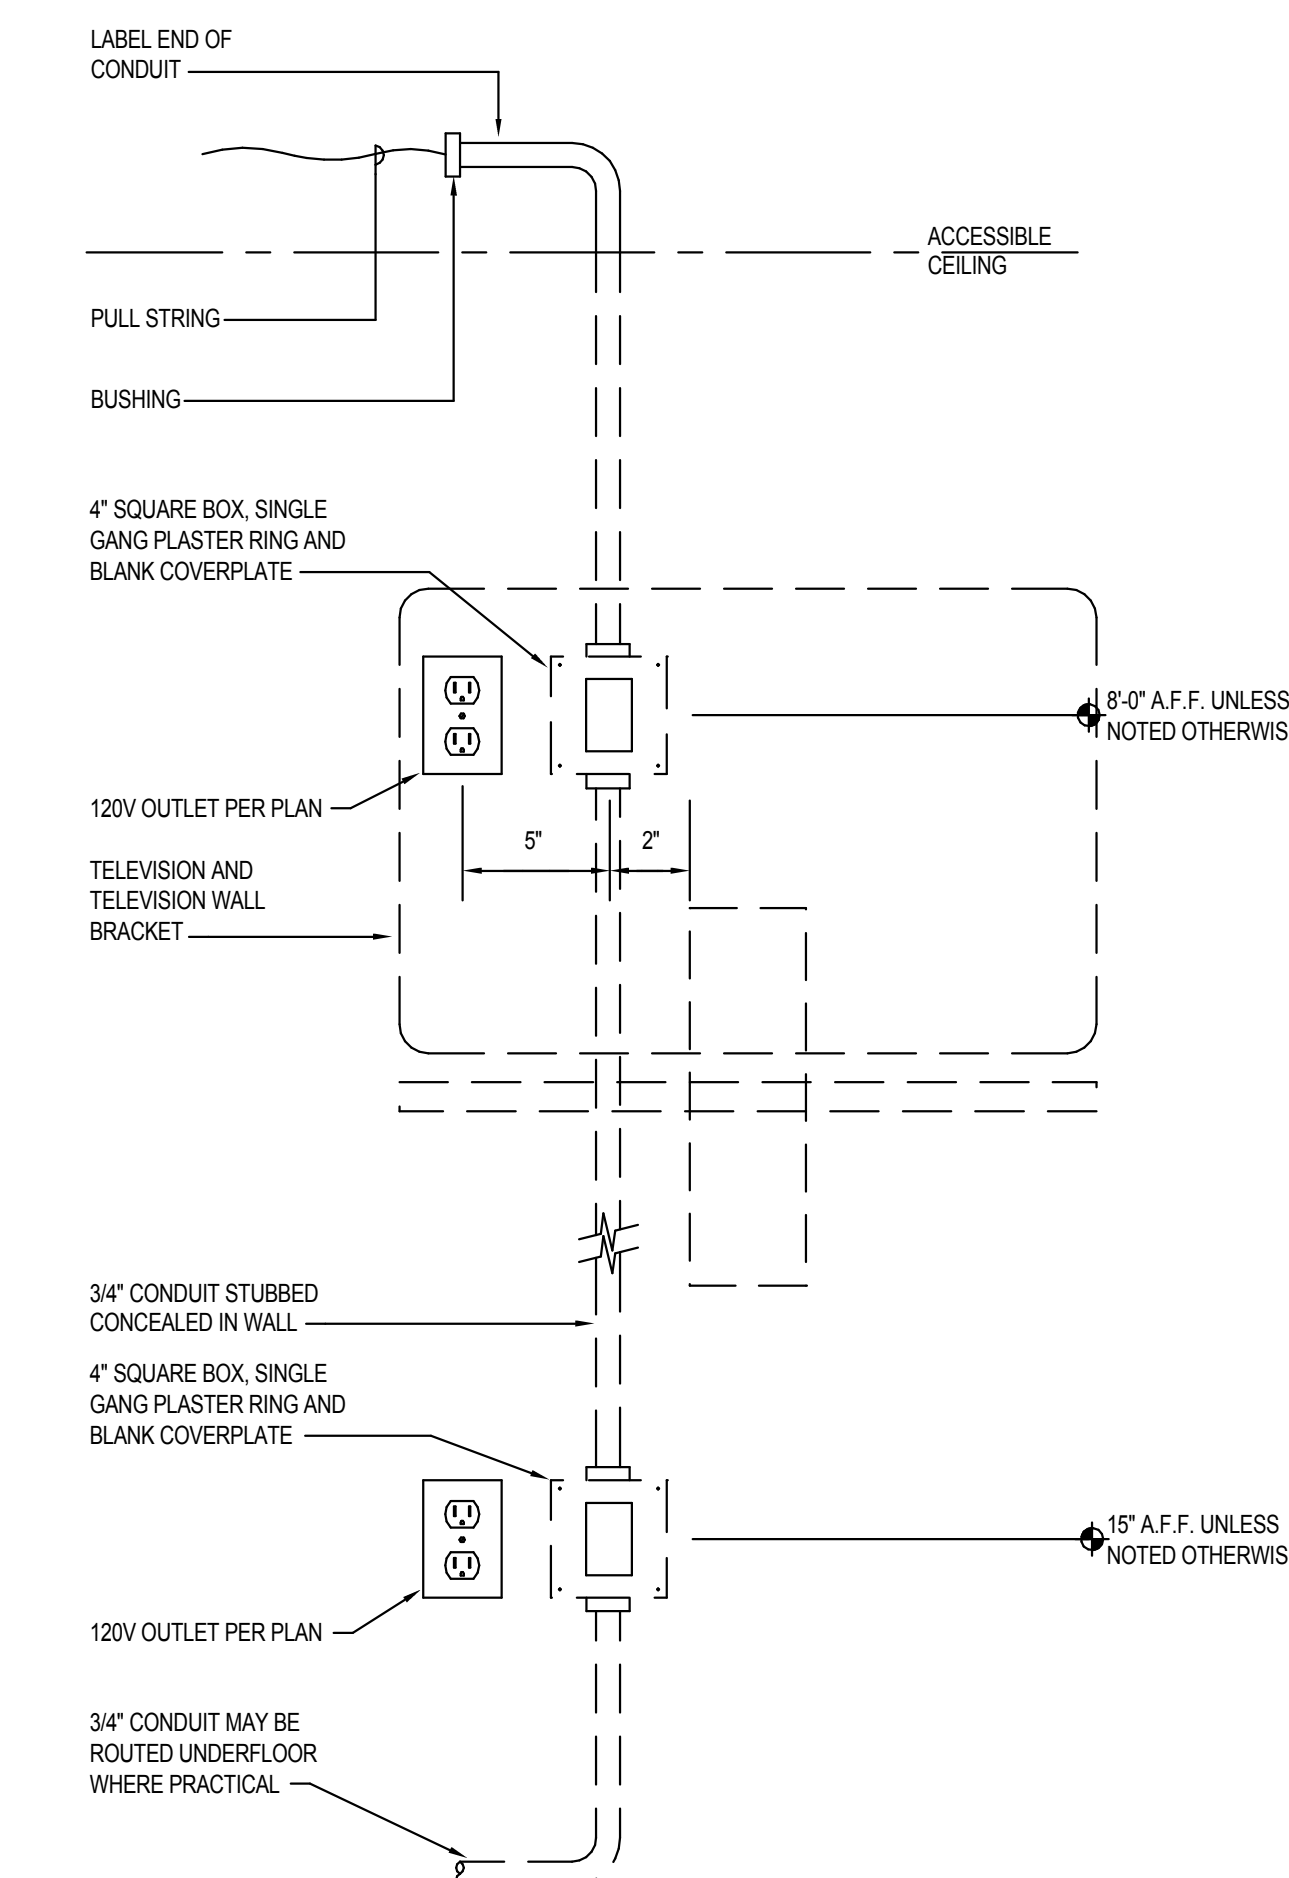 LABEL END OF
CONDUIT
ACCESSIBLE
CEILING
PULL STRING
BUSHING
4" SQUARE BOX, SINGLE
GANG PLASTER RING AND
BLANK COVERPLATE
8'-0" A.F.F. UNLESS
NOTED OTHERWIS
120V OUTLET PER PLAN
5"
2"
TELEVISION AND
TELEVISION WALL
BRACKET
3/4" CONDUIT STUBBED
CONCEALED IN WALL
4" SQUARE BOX, SINGLE
GANG PLASTER RING AND
BLANK COVERPLATE
15" A.F.F. UNLESS
NOTED OTHERWIS
120V OUTLET PER PLAN
3/4" CONDUIT MAY BE
ROUTED UNDERFLOOR
WHERE PRACTICAL